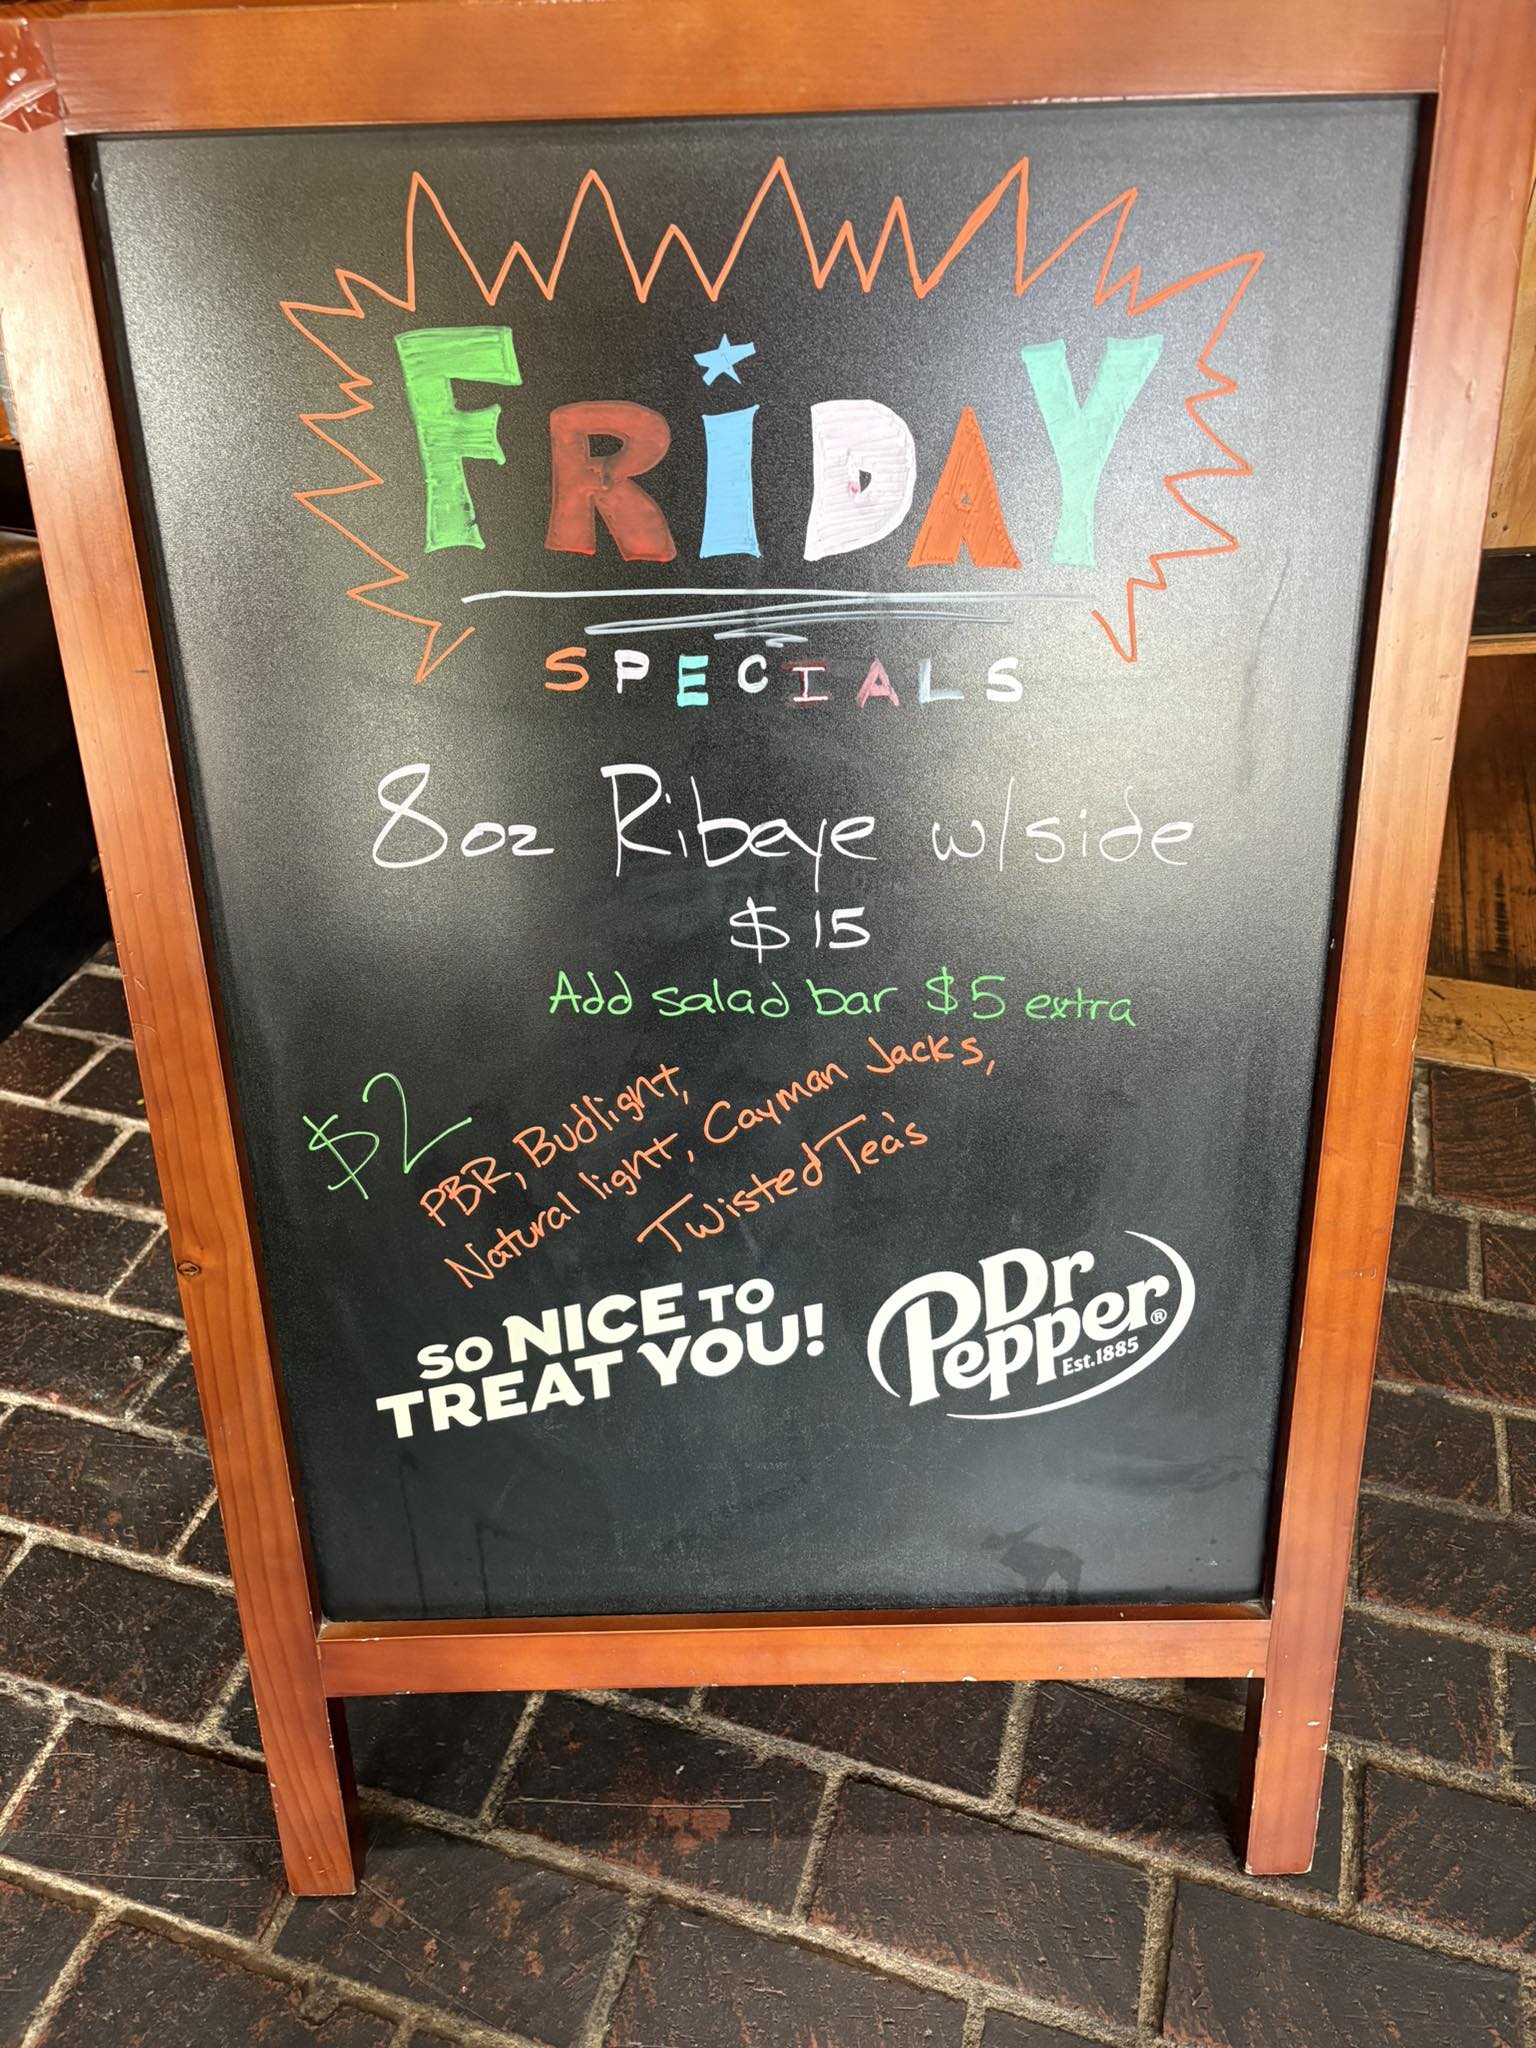 FRiDAY
SPECIALS
8oz Ribeye w/side
$15
Add salad bar $5 extra
$2
PBR, Budlight,
Natural light, Cayman Jacks,
Twisted Tea's
SO NICE TO
TREAT YOU!
Dr
Pepper®
Est.1885